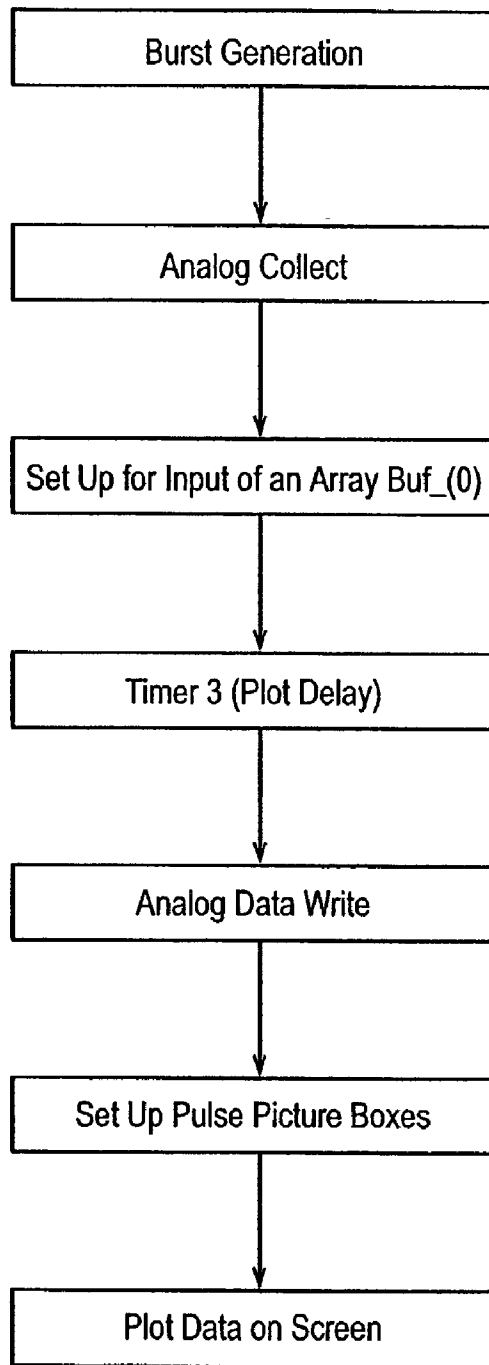 Burst Generation
Analog Collect
Set Up for Input of an Array Buf_(0)
Timer 3 (Plot Delay)
Analog Data Write
Set Up Pulse Picture Boxes
Plot Data on Screen